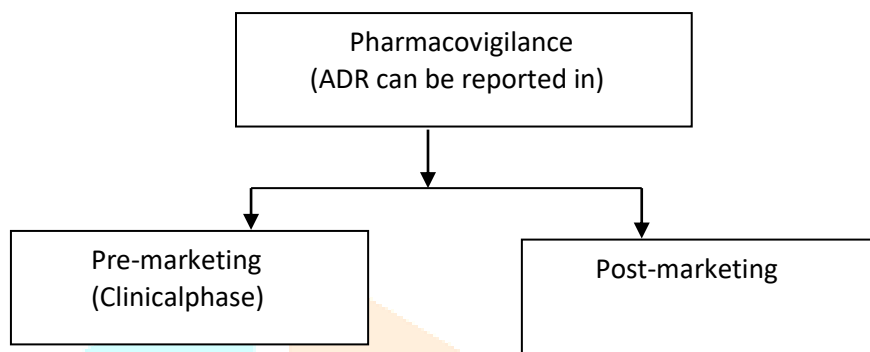 Pharmacovigilance
(ADR can be reported in)
Pre-marketing
(Clinicalphase)
Post-marketing